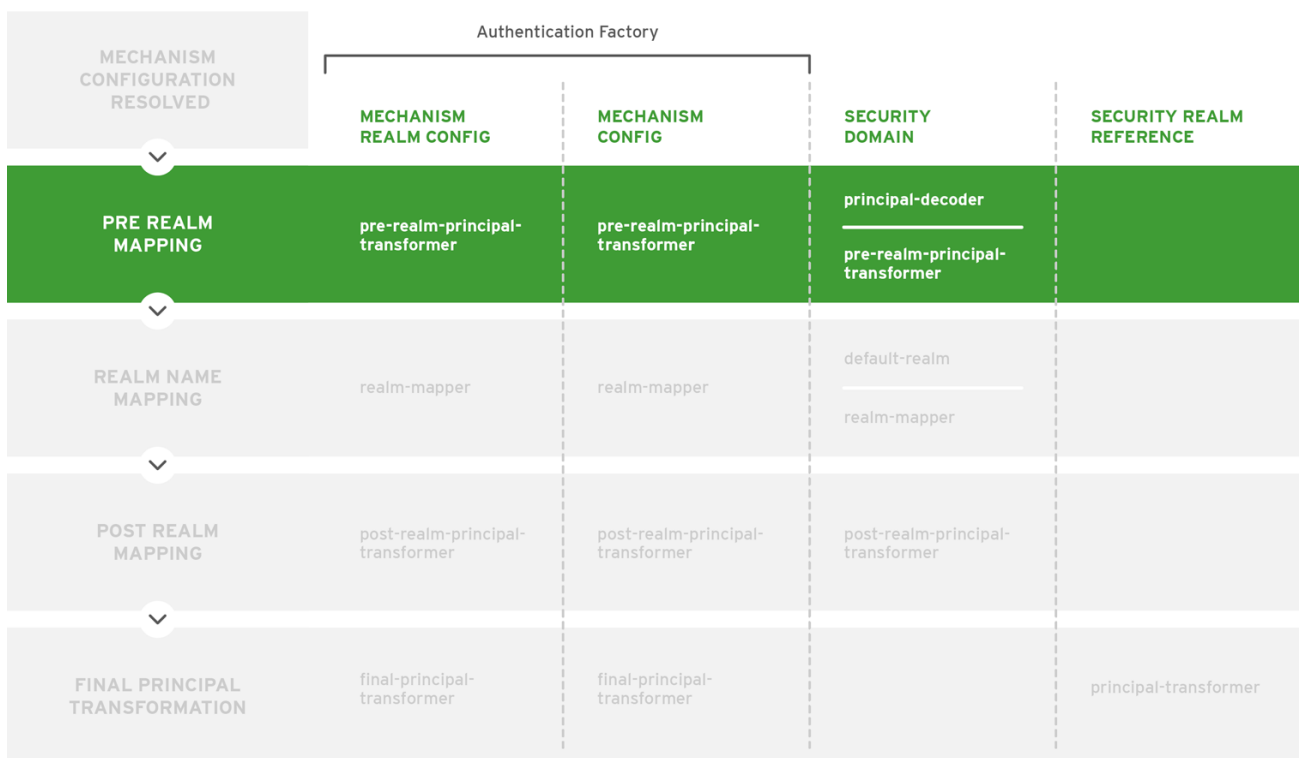 Authentication Factory
MECHANISM
CONFIGURATION
RESOLVED
MECHANISM
REALM CONFIG
MECHANISM
CONFIG
SECURITY
DOMAIN
SECURITY REALM
REFERENCE
PRE REALM
MAPPING
pre-realm-principal-
transformer
pre-realm-principal-
transformer
principal-decoder
pre-realm-principal-
transformer
REALM NAME
MAPPING
realm-mapper
realm-mapper
default-realm
realm-mapper
POST REALM
MAPPING
post-realm-principal-
transformer
post-realm-principal-
transformer
post-realm-principal-
transformer
FINAL PRINCIPAL
TRANSFORMATION
final-principal-
transformer
final-principal-
transformer
principal-transformer